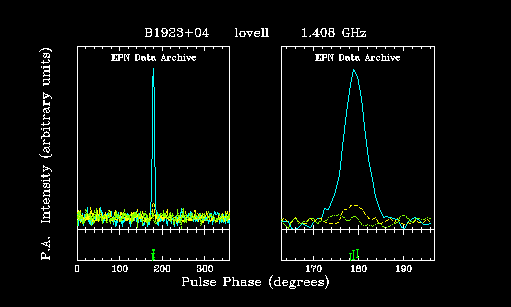 B1923+04 lovell 1.408 GHz
EPN Data Archive EPN Data Archive
P.A. Intensity (arbitrary units)
0 100 200 300 170 180 190
Pulse Phase (degrees)